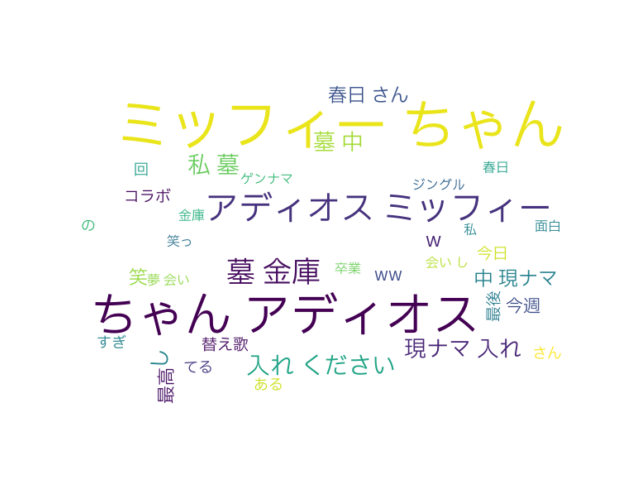 春日 さん
ミッフィー ちゃん
墓 中
私 墓
回
春日
ゲンナマ
ジングル
コラボ
アディオス ミッフィー
金庫
の
私
面白
笑っ
w
今日
墓 金庫
卒業
会い し
笑
夢 会い
ww
中 現ナマ
ちゃん アディオス
最後
今週
すぎ
替え歌
現ナマ 入れ
さん
し
てる
入れ ください
最高
ある